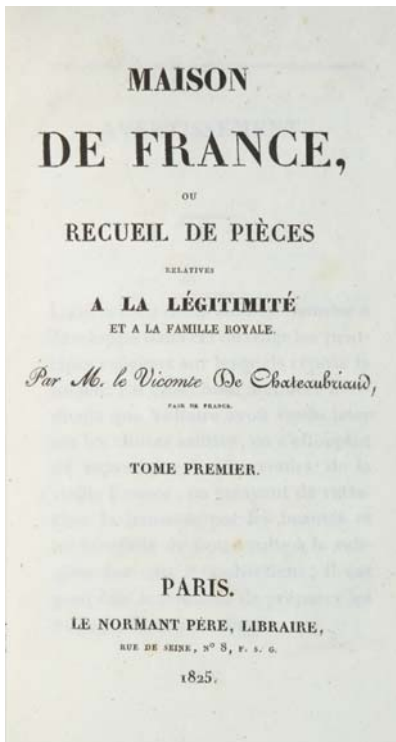 MAISON
DE FRANCE,
OU
RECUEIL DE PIÈCES
RELATIVES
A LA LÉGITIMITÉ
ET A LA FAMILLE ROYALE.
Par M. le Vicomte De Chateaubriand,
PAIR DE FRANCE.
TOME PREMIER.
PARIS.
LE NORMANT PÈRE, LIBRAIRE,
RUE DE SEINE, N° 8, F. S. G.
1825.